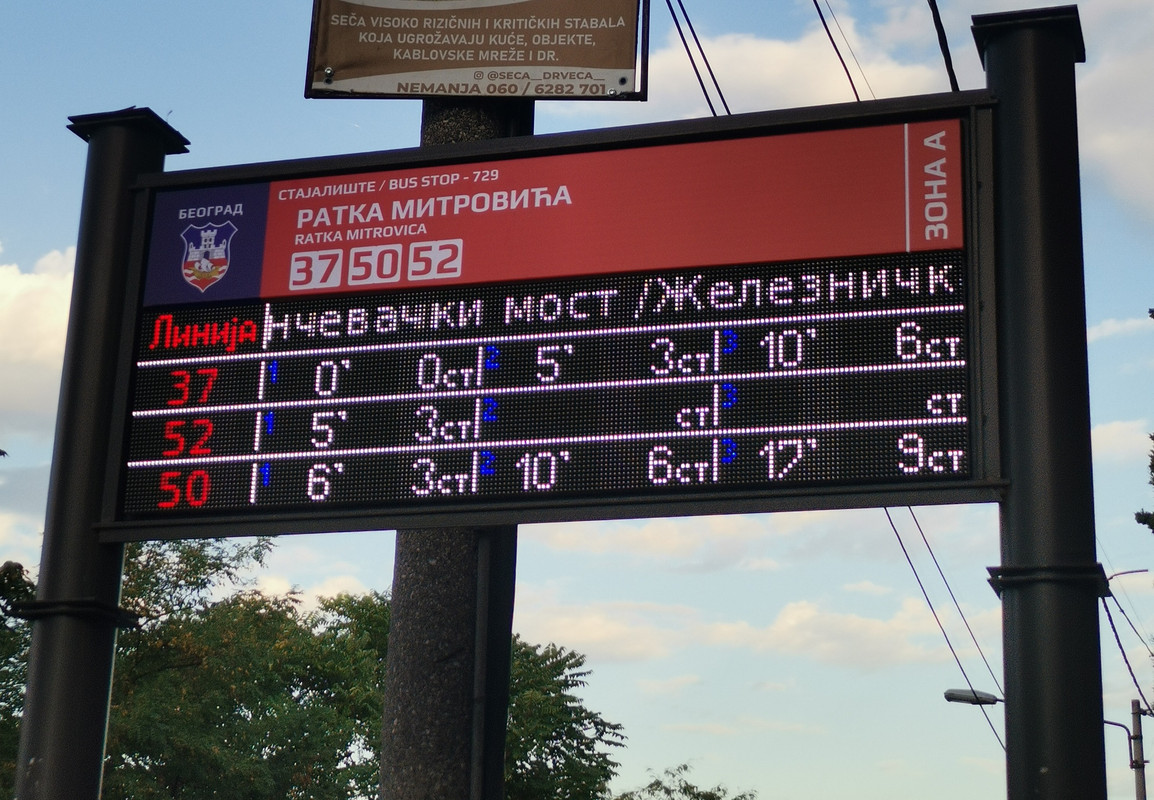 SEČA VISOKO RIZIČNIH I KRITIČKIH STABALA
KOJA UGROŽAVAJU KUĆE, OBJEKTE,
KABLOVSKE MREŽE I DR.
@SECA__DRVECA__
NEMANJA 060 / 6282 701
БЕОГРАД
СТАЈАЛИШТЕ / BUS STOP - 729
РАТКА МИТРОВИЋА
RATKA MITROVICA
37 50 52
ЗОНА А
Линија нчевачки мост /Железничк
37 1 0' 0ст 2 5' 3ст 3 10' 6ст
52 1 5' 3ст 2 ст 3 ст
50 1 6' 3ст 2 10' 6ст 3 17' 9ст